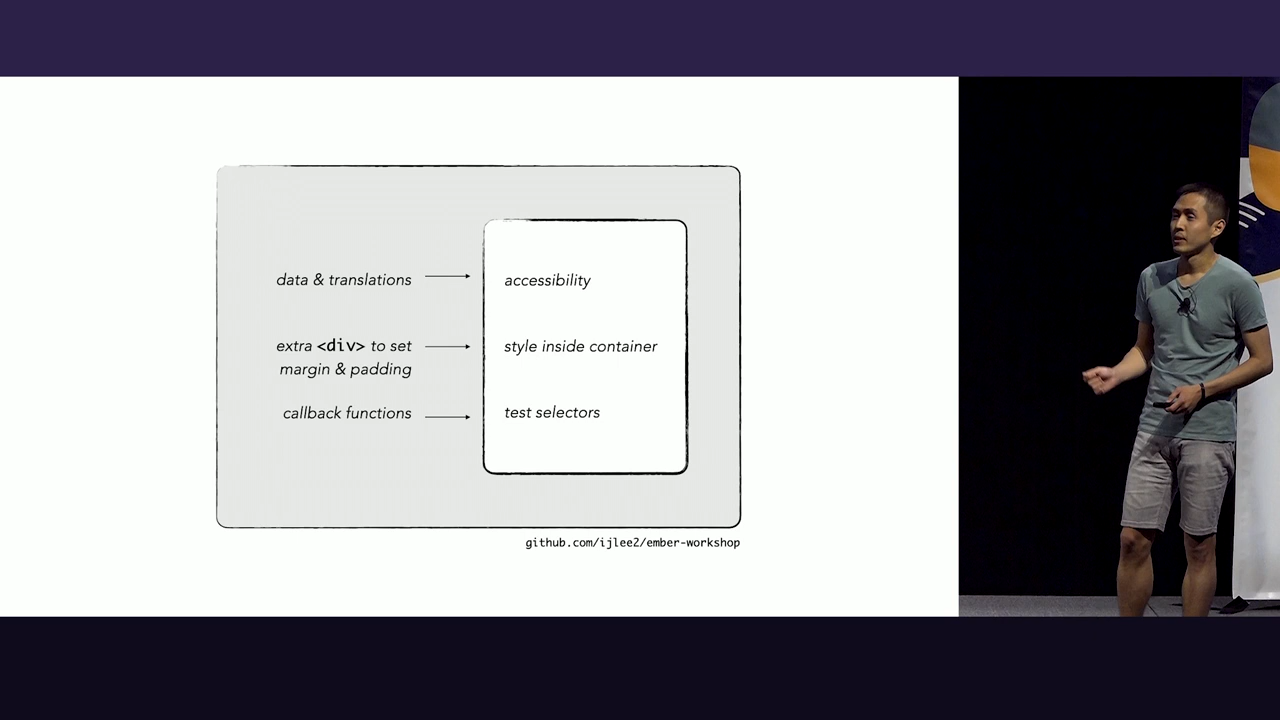 data & translations
accessibility
extra <div> to set
margin & padding
style inside container
callback functions
test selectors
github.com/ijlee2/ember-workshop